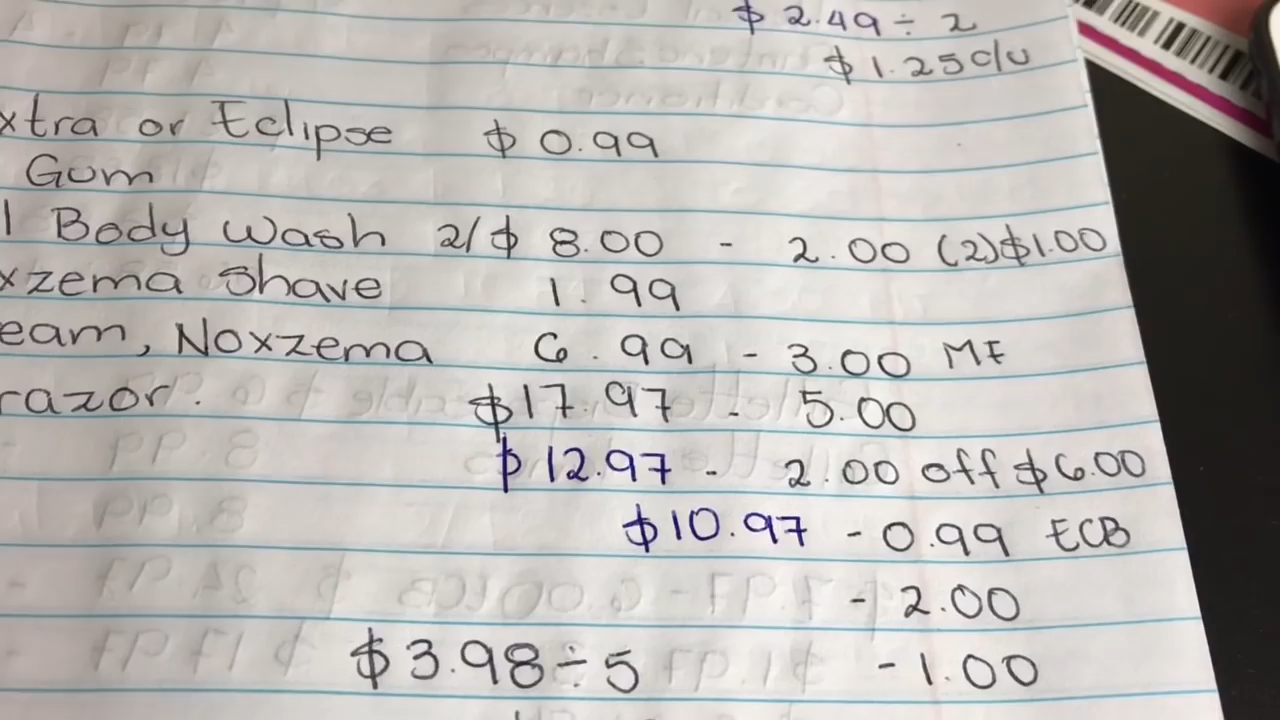 $ 2.49 ÷ 2
$ 1.25 c/u
xtra or Eclipse $ 0.99
Gum
1 Body Wash 2/$ 8.00 - 2.00 (2)$1.00
xzema Shave 1.99
eam, Noxzema 6.99 - 3.00 MF
razor. $17.97 - 5.00
$ 12.97 - 2.00 off $6.00
$10.97 - 0.99 ECB
- 2.00
$3.98 ÷ 5 - 1.00